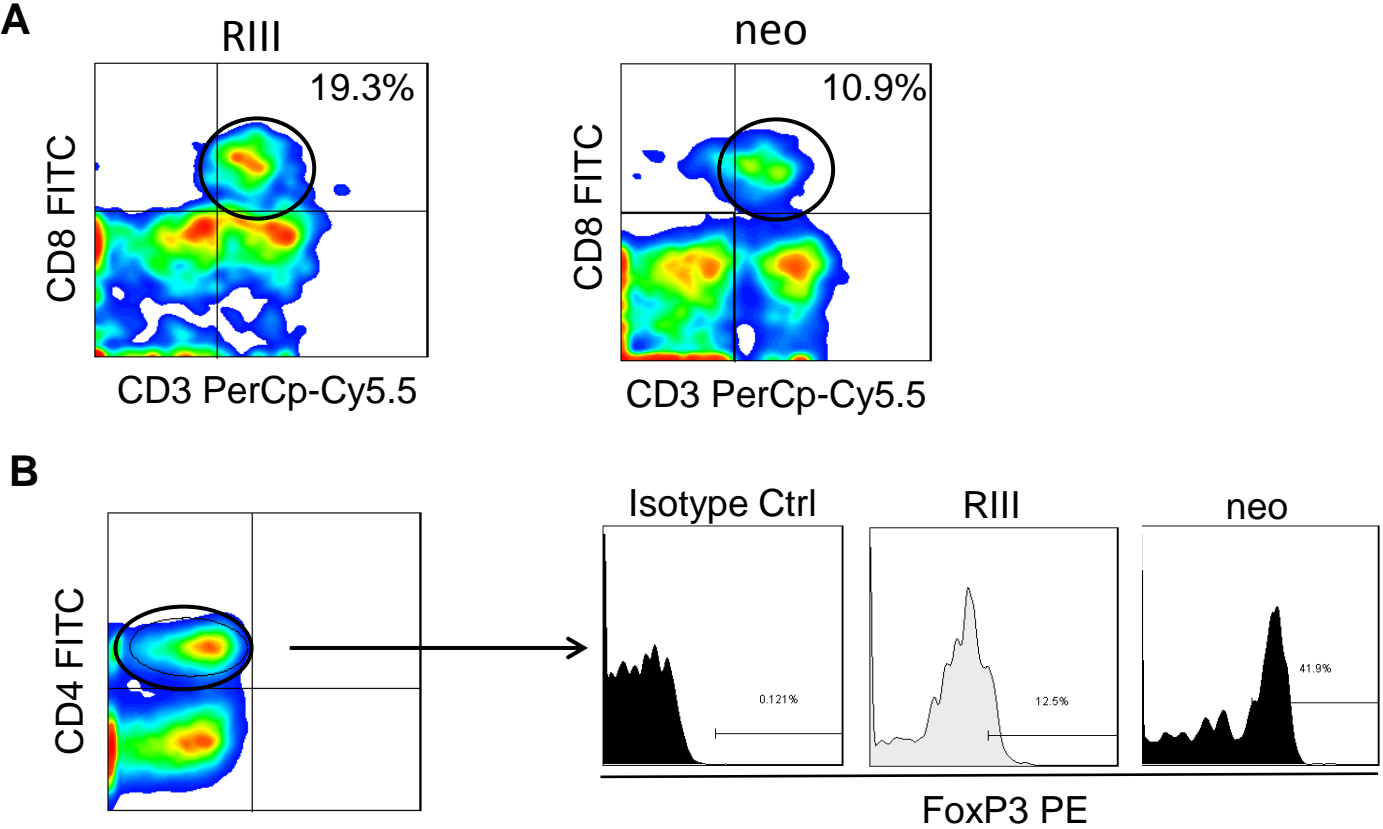 A
RIII
neo
19.3%
10.9%
CD8 FITC
CD8 FITC
CD3 PerCp-Cy5.5
CD3 PerCp-Cy5.5
B
Isotype Ctrl
RIII
neo
CD4 FITC
0.121%
12.5%
41.9%
FoxP3 PE